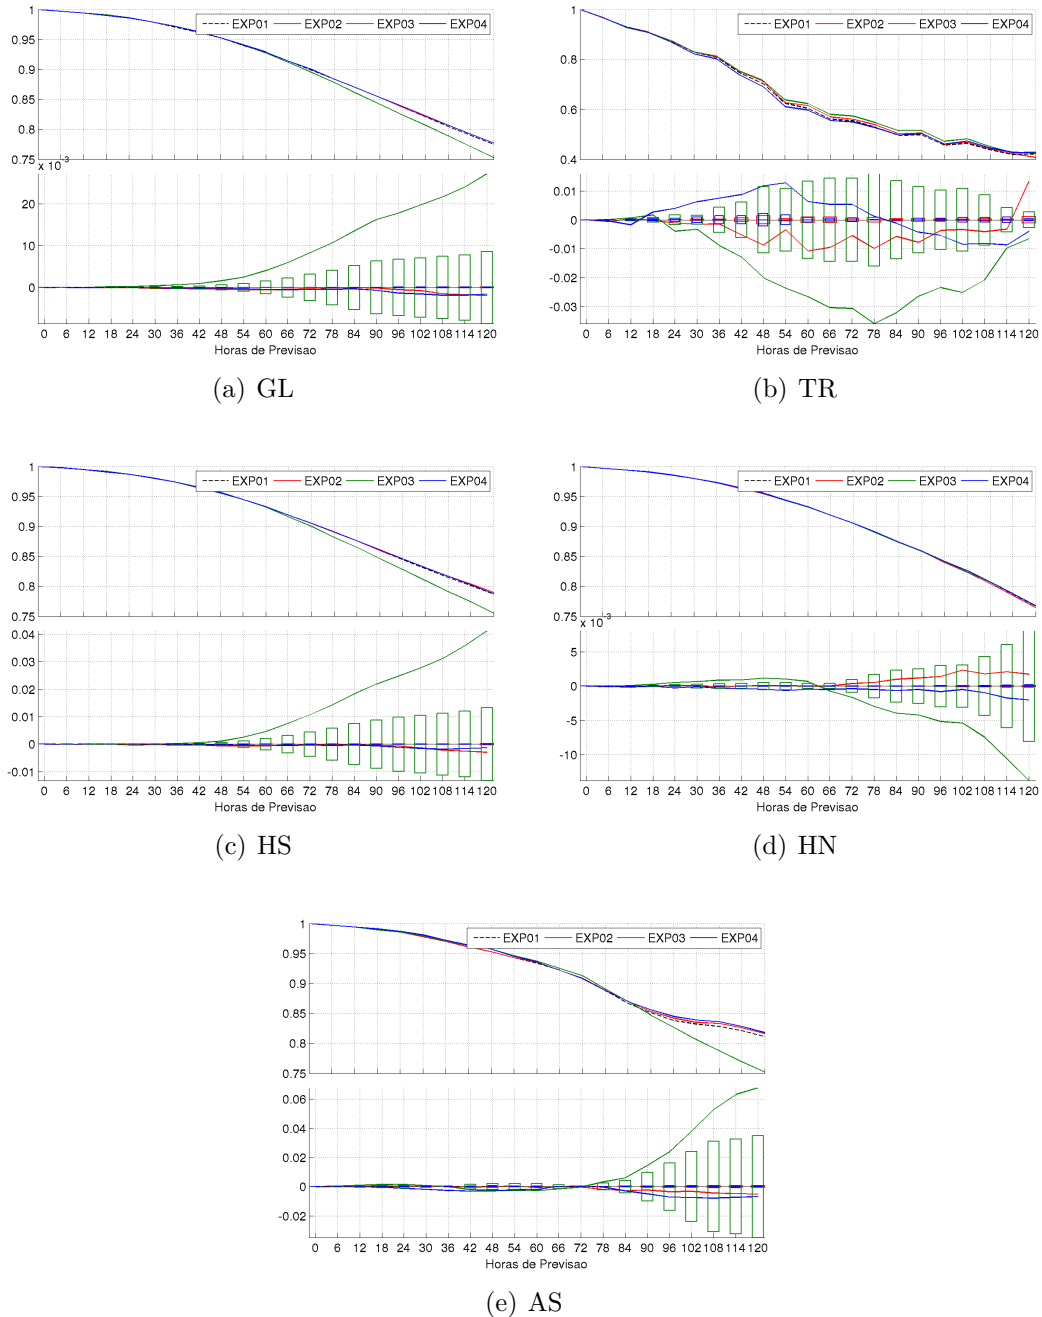 1
EXP01 EXP02 EXP03 EXP04
0.95
0.9
0.85
0.8
0.75
x 10⁻³
20
10
0
0 6 12 18 24 30 36 42 48 54 60 66 72 78 84 90 96 102 108 114 120
Horas de Previsao
(a) GL
1
EXP01 EXP02 EXP03 EXP04
0.8
0.6
0.4
0.01
0
-0.01
-0.02
-0.03
0 6 12 18 24 30 36 42 48 54 60 66 72 78 84 90 96 102 108 114 120
Horas de Previsao
(b) TR
1
EXP01 EXP02 EXP03 EXP04
0.95
0.9
0.85
0.8
0.75
0.04
0.03
0.02
0.01
0
-0.01
0 6 12 18 24 30 36 42 48 54 60 66 72 78 84 90 96 102 108 114 120
Horas de Previsao
(c) HS
1
EXP01 EXP02 EXP03 EXP04
0.95
0.9
0.85
0.8
0.75
x 10⁻³
5
0
-5
-10
0 6 12 18 24 30 36 42 48 54 60 66 72 78 84 90 96 102 108 114 120
Horas de Previsao
(d) HN
1
EXP01 EXP02 EXP03 EXP04
0.95
0.9
0.85
0.8
0.75
0.06
0.04
0.02
0
-0.02
0 6 12 18 24 30 36 42 48 54 60 66 72 78 84 90 96 102 108 114 120
Horas de Previsao
(e) AS